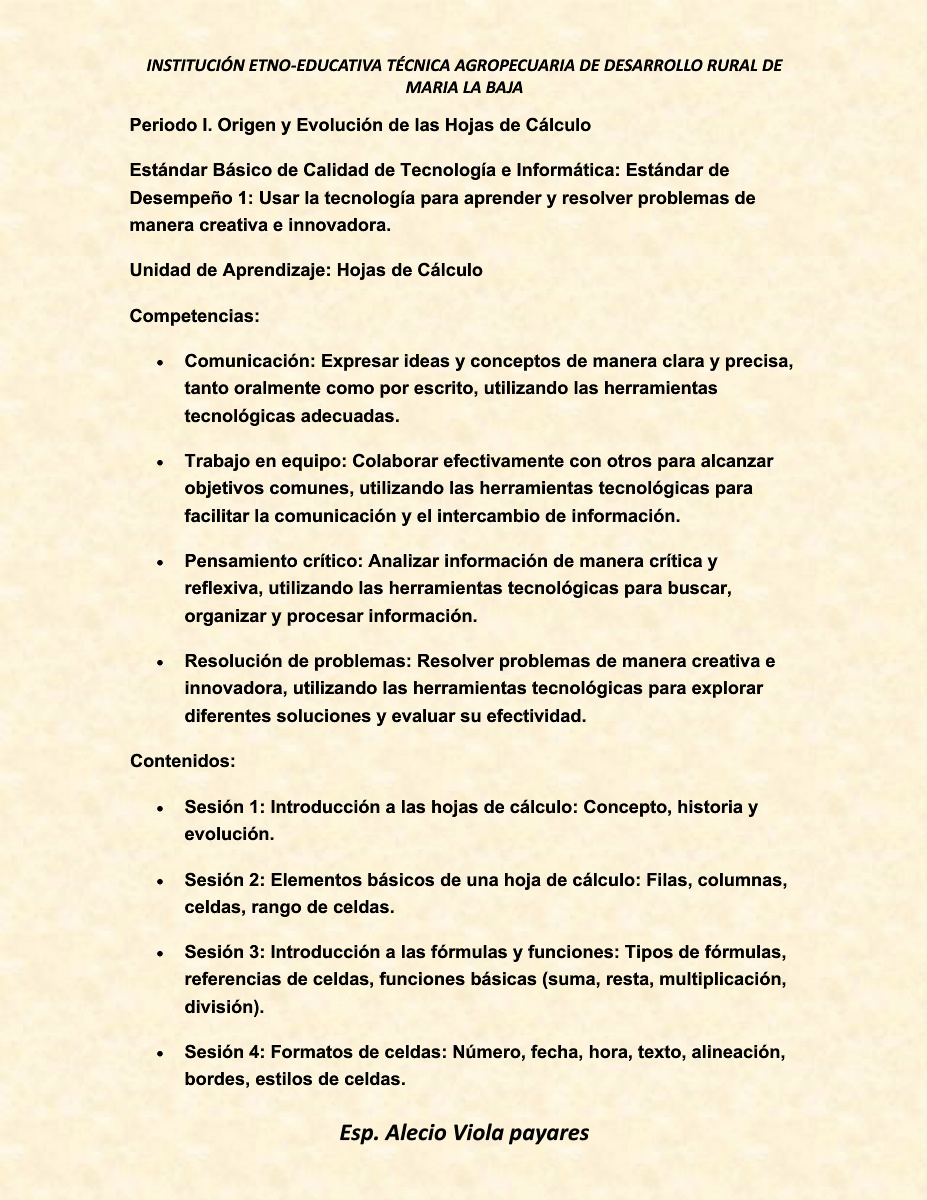 INSTITUCIÓN ETNO-EDUCATIVA TÉCNICA AGROPECUARIA DE DESARROLLO RURAL DE
MARIA LA BAJA
Periodo I. Origen y Evolución de las Hojas de Cálculo
Estándar Básico de Calidad de Tecnología e Informática: Estándar de
Desempeño 1: Usar la tecnología para aprender y resolver problemas de
manera creativa e innovadora.
Unidad de Aprendizaje: Hojas de Cálculo
Competencias:
• Comunicación: Expresar ideas y conceptos de manera clara y precisa,
tanto oralmente como por escrito, utilizando las herramientas
tecnológicas adecuadas.
• Trabajo en equipo: Colaborar efectivamente con otros para alcanzar
objetivos comunes, utilizando las herramientas tecnológicas para
facilitar la comunicación y el intercambio de información.
• Pensamiento crítico: Analizar información de manera crítica y
reflexiva, utilizando las herramientas tecnológicas para buscar,
organizar y procesar información.
• Resolución de problemas: Resolver problemas de manera creativa e
innovadora, utilizando las herramientas tecnológicas para explorar
diferentes soluciones y evaluar su efectividad.
Contenidos:
• Sesión 1: Introducción a las hojas de cálculo: Concepto, historia y
evolución.
• Sesión 2: Elementos básicos de una hoja de cálculo: Filas, columnas,
celdas, rango de celdas.
• Sesión 3: Introducción a las fórmulas y funciones: Tipos de fórmulas,
referencias de celdas, funciones básicas (suma, resta, multiplicación,
división).
• Sesión 4: Formatos de celdas: Número, fecha, hora, texto, alineación,
bordes, estilos de celdas.
Esp. Alecio Viola payares